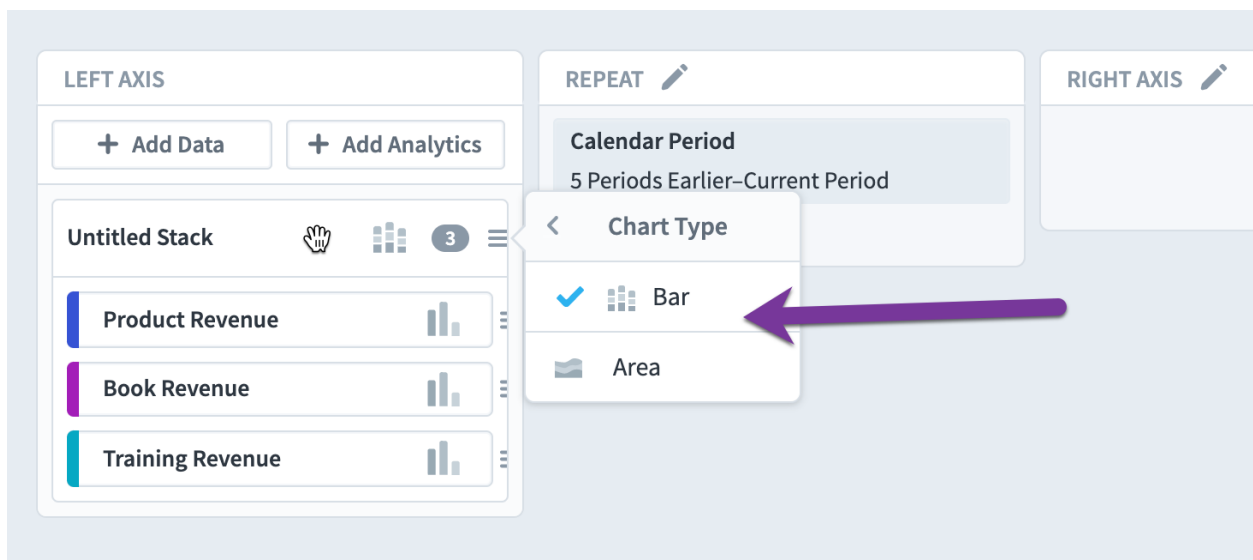 LEFT AXIS
Add Data
Add Analytics
Untitled Stack
3
Product Revenue
Book Revenue
Training Revenue
REPEAT
Calendar Period
5 Periods Earlier–Current Period
Chart Type
Bar
Area
RIGHT AXIS